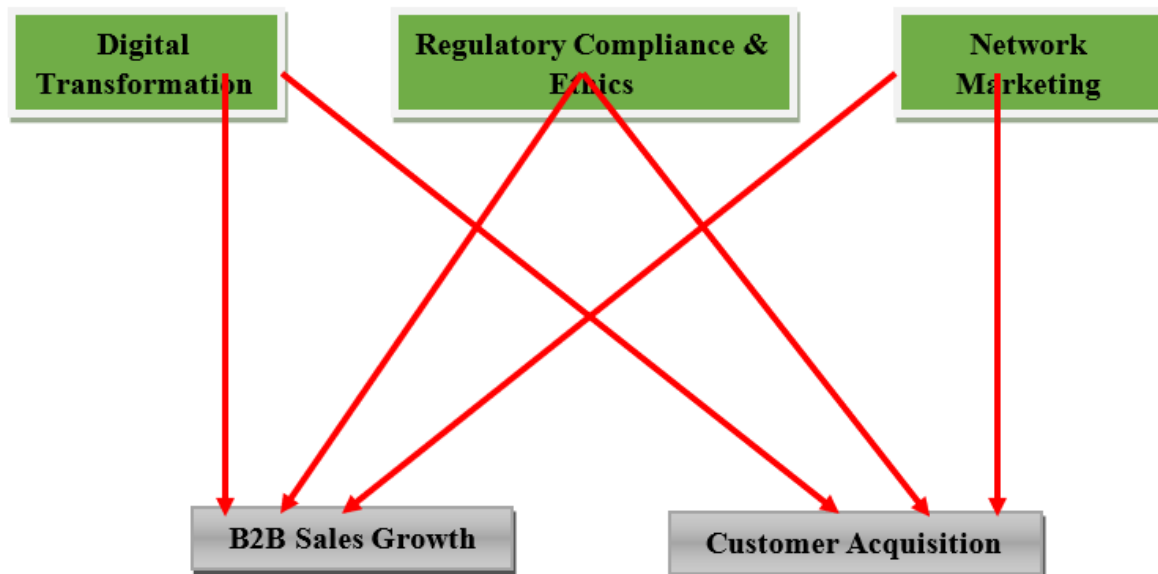 Digital
Transformation
Regulatory Compliance &
Ethics
Network
Marketing
B2B Sales Growth
Customer Acquisition